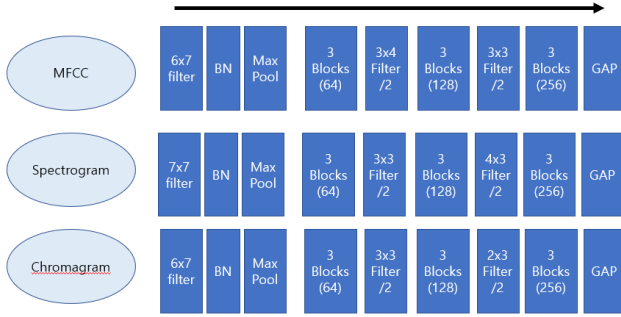 MFCC
6x7
filter
BN
Max
Pool
3
Blocks
(64)
3x4
Filter
/2
3
Blocks
(128)
3x3
Filter
/2
3
Blocks
(256)
GAP
Spectrogram
7x7
filter
BN
Max
Pool
3
Blocks
(64)
3x3
Filter
/2
3
Blocks
(128)
4x3
Filter
/2
3
Blocks
(256)
GAP
Chromagram
6x7
filter
BN
Max
Pool
3
Blocks
(64)
3x3
Filter
/2
3
Blocks
(128)
2x3
Filter
/2
3
Blocks
(256)
GAP